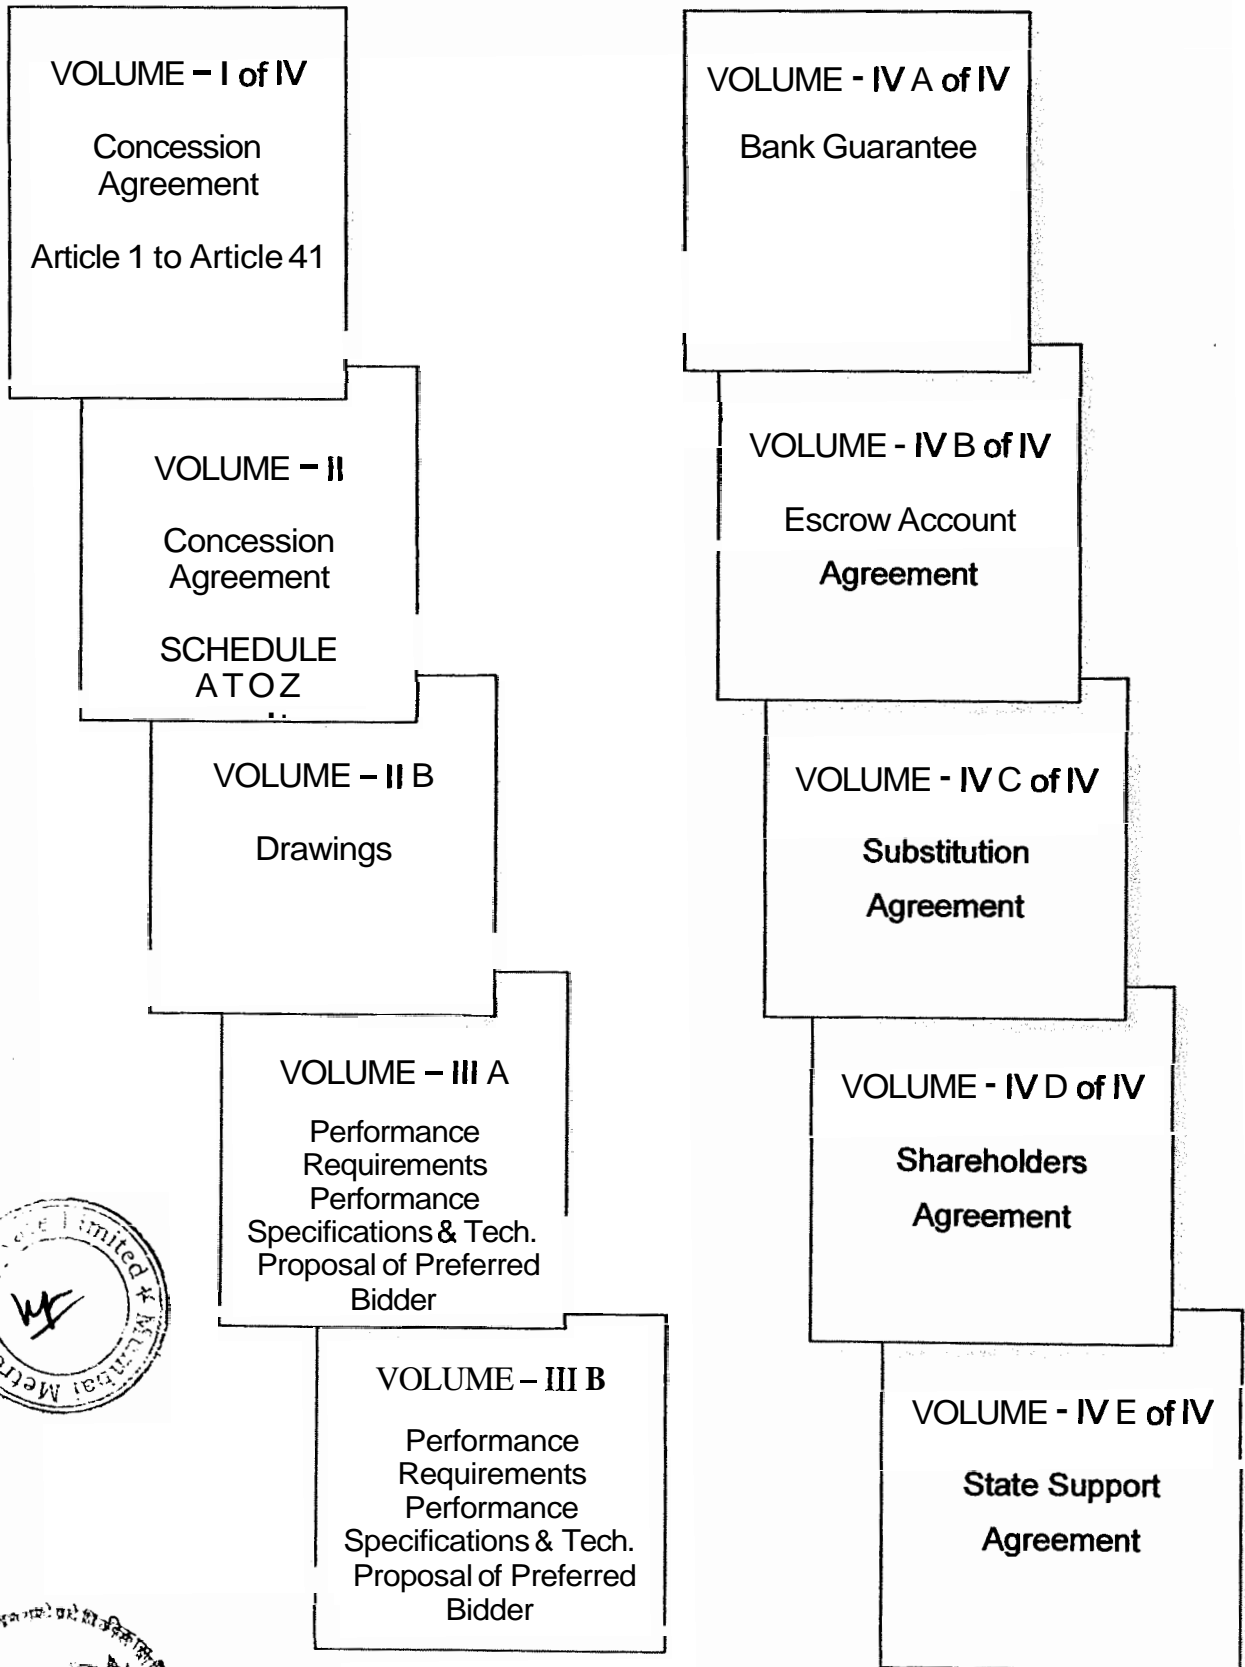 VOLUME – I of IV
Concession
Agreement
Article 1 to Article 41
VOLUME – II
Concession
Agreement
SCHEDULE
A TO Z
VOLUME – II B
Drawings
VOLUME – III A
Performance
Requirements
Performance
Specifications & Tech.
Proposal of Preferred
Bidder
VOLUME – III B
Performance
Requirements
Performance
Specifications & Tech.
Proposal of Preferred
Bidder
VOLUME - IV A of IV
Bank Guarantee
VOLUME - IV B of IV
Escrow Account
Agreement
VOLUME - IV C of IV
Substitution
Agreement
VOLUME - IV D of IV
Shareholders
Agreement
VOLUME - IV E of IV
State Support
Agreement
Limited * Mumbai Metro